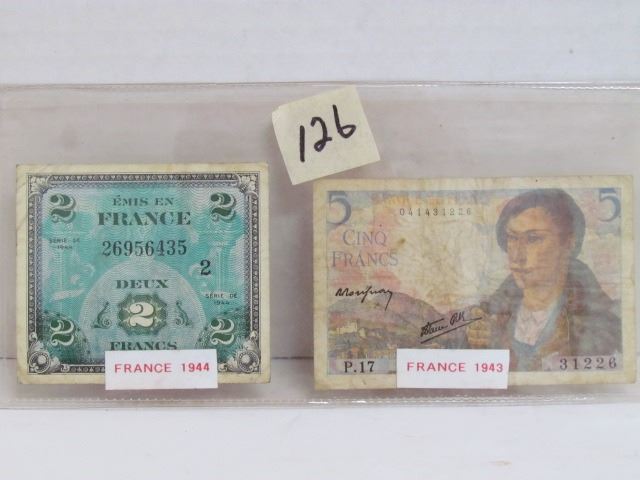 126
2
2
ÉMIS EN
FRANCE
SÉRIE DE
1944
26956435
2
DEUX
SÉRIE DE
1944
2
2
2
FRANCS
FRANCE 1944
5
5
041431226
CINQ
FRANCS
P.17
31226
FRANCE 1943